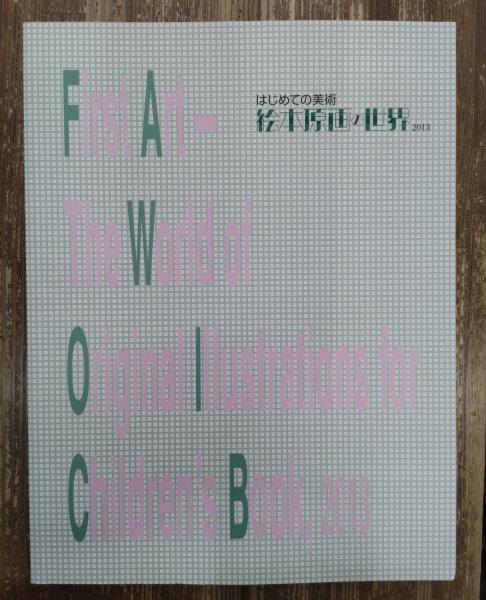 はじめての美術
絵本原画の世界 2013
First Art –
The World of
Original Illustrations for
Children's Book, 2013